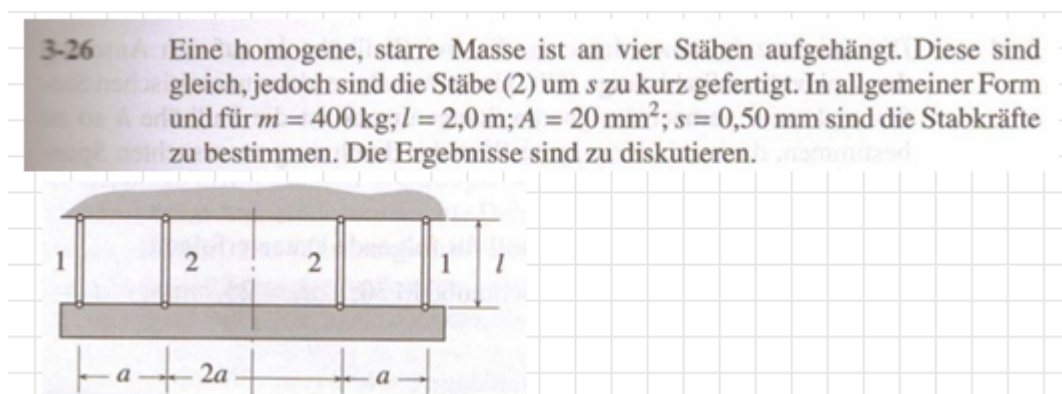 3-26 Eine homogene, starre Masse ist an vier Stäben aufgehängt. Diese sind
gleich, jedoch sind die Stäbe (2) um s zu kurz gefertigt. In allgemeiner Form
und für m = 400 kg; l = 2,0 m; A = 20 mm²; s = 0,50 mm sind die Stabkräfte
zu bestimmen. Die Ergebnisse sind zu diskutieren.
1 2 2 1 l
a 2a a